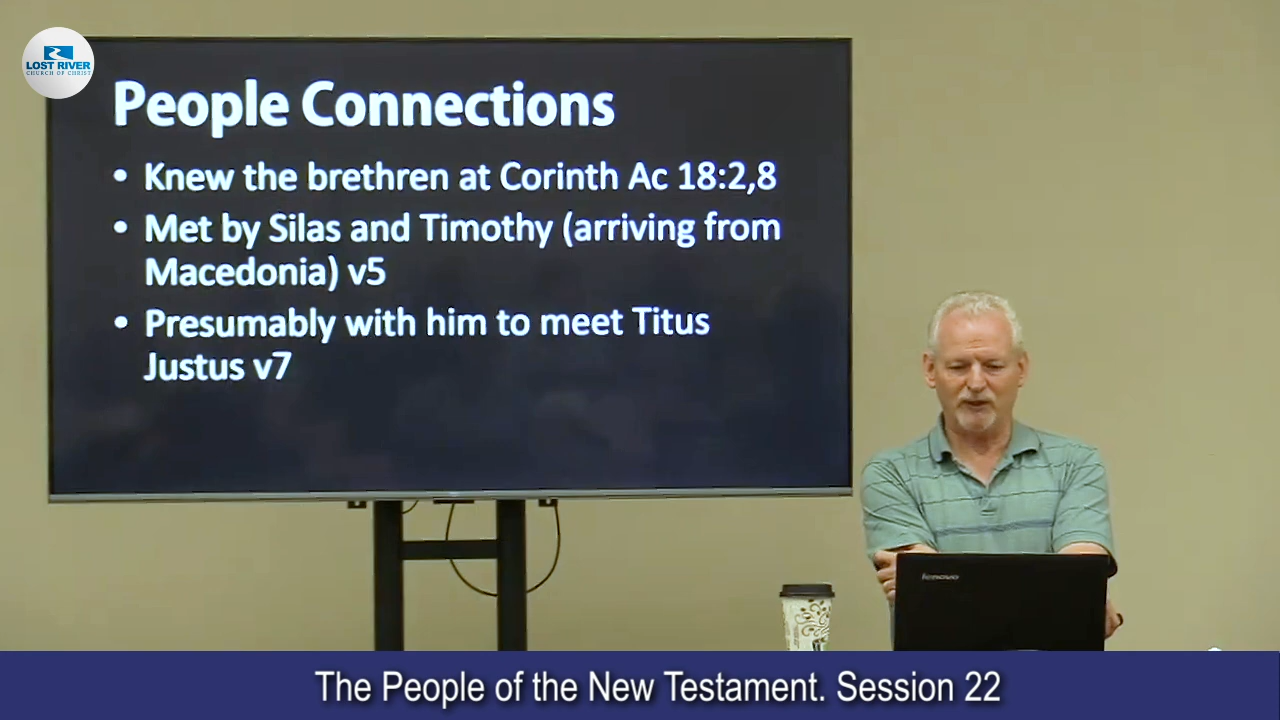 LOST RIVER
CHURCH OF CHRIST
People Connections
• Knew the brethren at Corinth Ac 18:2,8
• Met by Silas and Timothy (arriving from
Macedonia) v5
• Presumably with him to meet Titus
Justus v7
lenovo
The People of the New Testament. Session 22